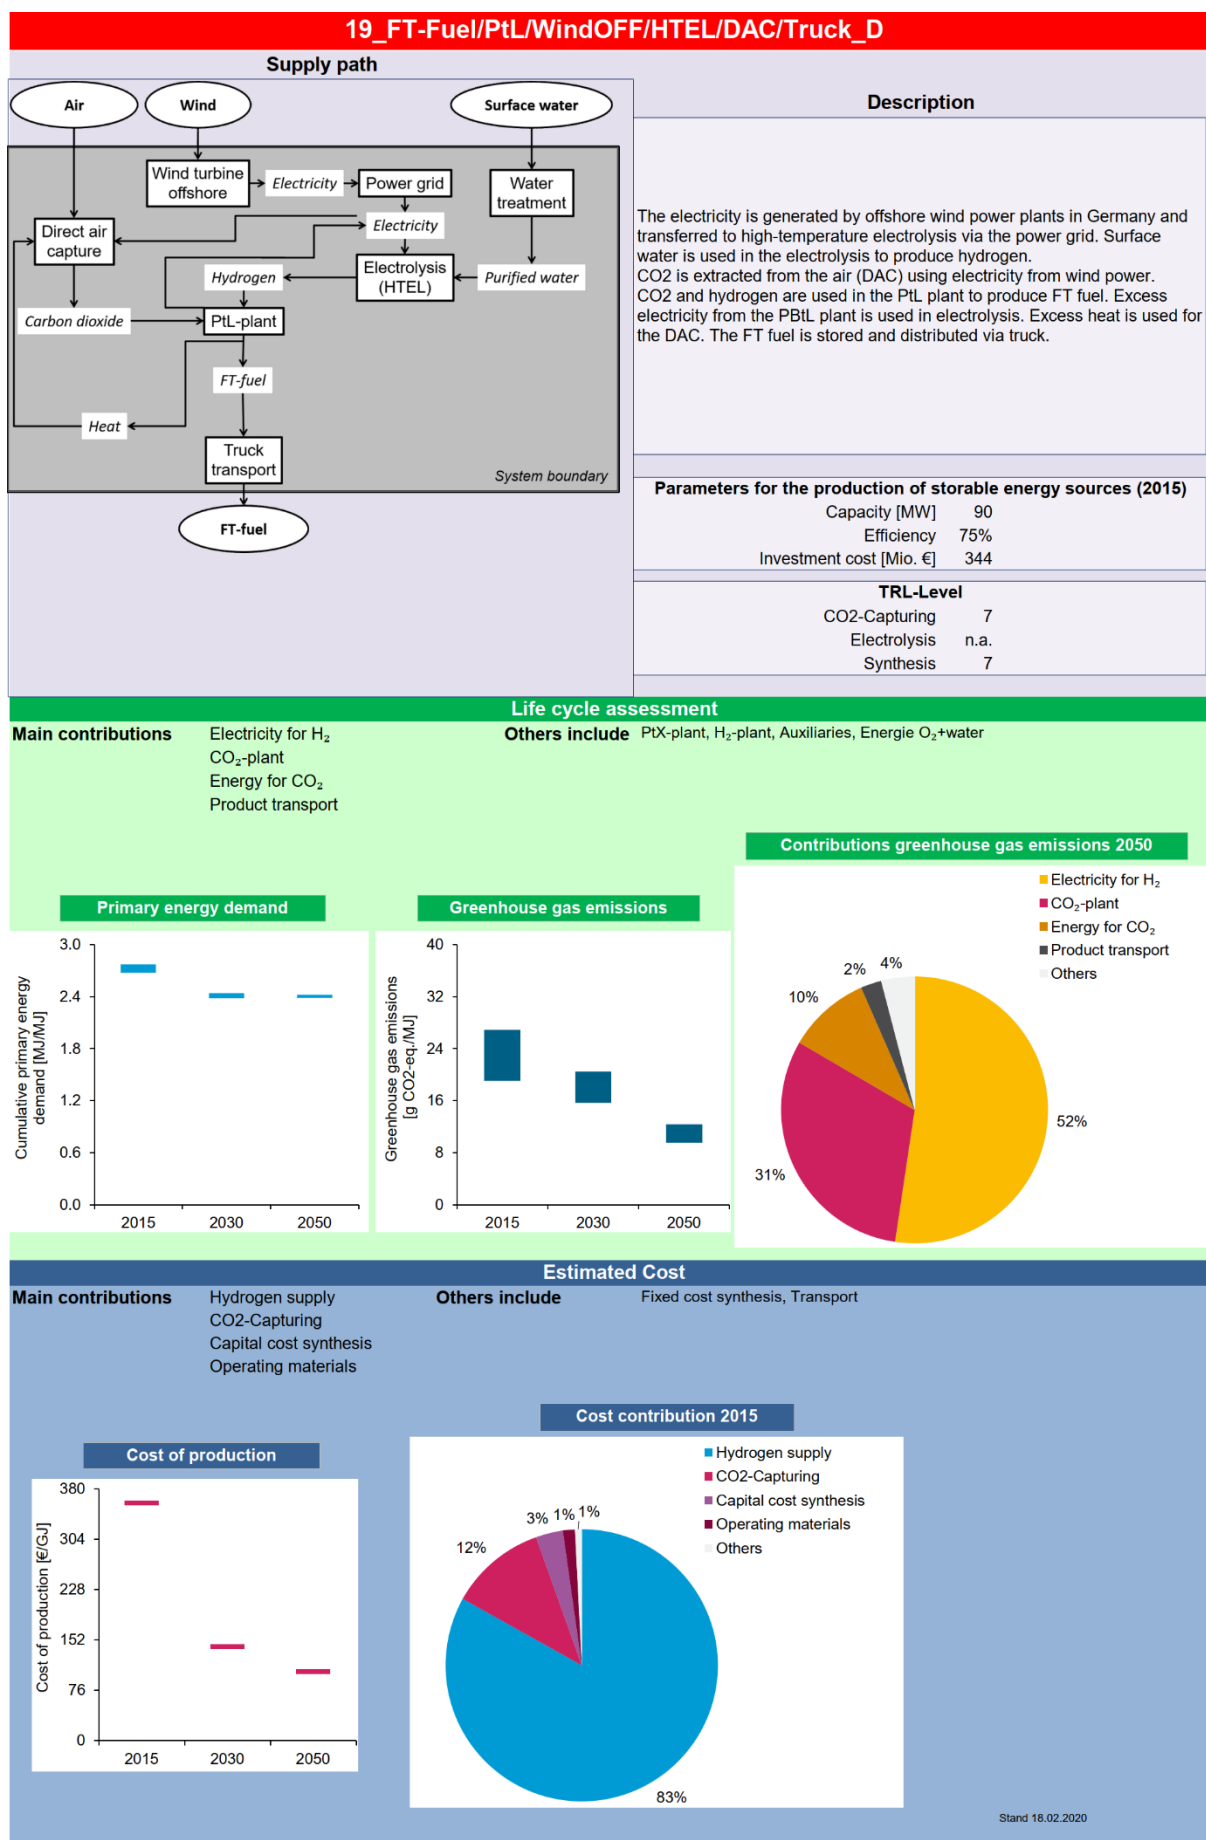 19_FT-Fuel/PtL/WindOFF/HTEL/DAC/Truck_D
Supply path
Air
Wind
Surface water
Wind turbine
offshore
Electricity
Power grid
Water
treatment
Direct air
capture
Electricity
Hydrogen
Electrolysis
(HTEL)
Purified water
Carbon dioxide
PtL-plant
FT-fuel
Heat
Truck
transport
System boundary
FT-fuel
Description
The electricity is generated by offshore wind power plants in Germany and
transferred to high-temperature electrolysis via the power grid. Surface
water is used in the electrolysis to produce hydrogen.
CO2 is extracted from the air (DAC) using electricity from wind power.
CO2 and hydrogen are used in the PtL plant to produce FT fuel. Excess
electricity from the PBtL plant is used in electrolysis. Excess heat is used for
the DAC. The FT fuel is stored and distributed via truck.
Parameters for the production of storable energy sources (2015)
Capacity [MW] 90
Efficiency 75%
Investment cost [Mio. €] 344
TRL-Level
CO2-Capturing 7
Electrolysis n.a.
Synthesis 7
Life cycle assessment
Main contributions
Electricity for H₂
CO₂-plant
Energy for CO₂
Product transport
Others include PtX-plant, H₂-plant, Auxiliaries, Energie O₂+water
Primary energy demand
Cumulative primary energy
demand [MJ/MJ]
3.0
2.4
1.8
1.2
0.6
0.0
2015 2030 2050
Greenhouse gas emissions
Greenhouse gas emissions
[g CO2-eq./MJ]
40
32
24
16
8
0
2015 2030 2050
Contributions greenhouse gas emissions 2050
Electricity for H₂
CO₂-plant
Energy for CO₂
Product transport
Others
4%
2%
10%
31%
52%
Estimated Cost
Main contributions
Hydrogen supply
CO2-Capturing
Capital cost synthesis
Operating materials
Others include Fixed cost synthesis, Transport
Cost of production
Cost of production [€/GJ]
380
304
228
152
76
0
2015 2030 2050
Cost contribution 2015
Hydrogen supply
CO2-Capturing
Capital cost synthesis
Operating materials
Others
3% 1% 1%
12%
83%
Stand 18.02.2020